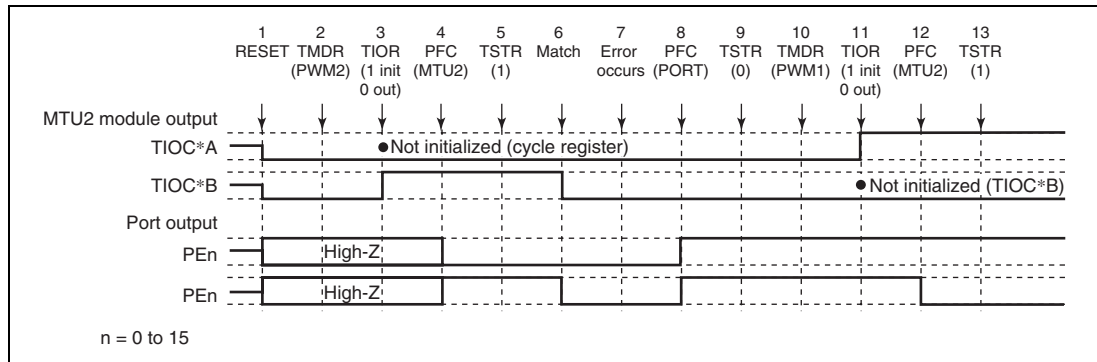 1 2 3 4 5 6 7 8 9 10 11 12 13
RESET TMDR TIOR PFC TSTR Match Error PFC TSTR TMDR TIOR PFC TSTR
(PWM2) (1 init (MTU2) (1) occurs (PORT) (0) (PWM1) (1 init (MTU2) (1)
0 out) 0 out)
MTU2 module output
TIOC*A ●Not initialized (cycle register)
TIOC*B ●Not initialized (TIOC*B)
Port output
PEn High-Z
PEn High-Z
n = 0 to 15